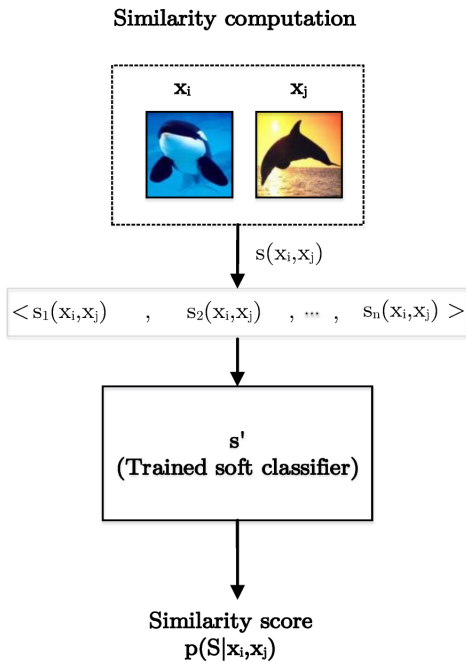 Similarity computation
xᵢ xⱼ
s(xᵢ,xⱼ)
< s₁(xᵢ,xⱼ) , s₂(xᵢ,xⱼ) , ... , sₙ(xᵢ,xⱼ) >
s'
(Trained soft classifier)
Similarity score
p(S|xᵢ,xⱼ)